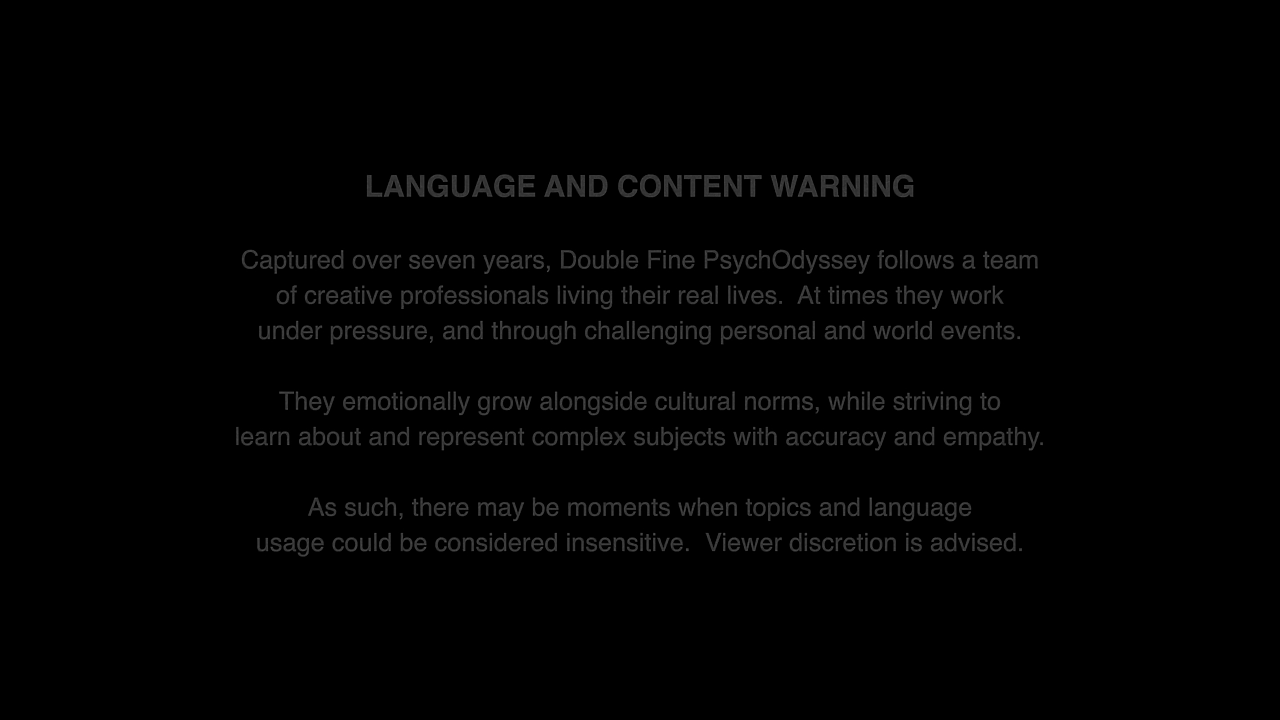 LANGUAGE AND CONTENT WARNING
Captured over seven years, Double Fine PsychOdyssey follows a team
of creative professionals living their real lives.  At times they work
under pressure, and through challenging personal and world events.
They emotionally grow alongside cultural norms, while striving to
learn about and represent complex subjects with accuracy and empathy.
As such, there may be moments when topics and language
usage could be considered insensitive.  Viewer discretion is advised.